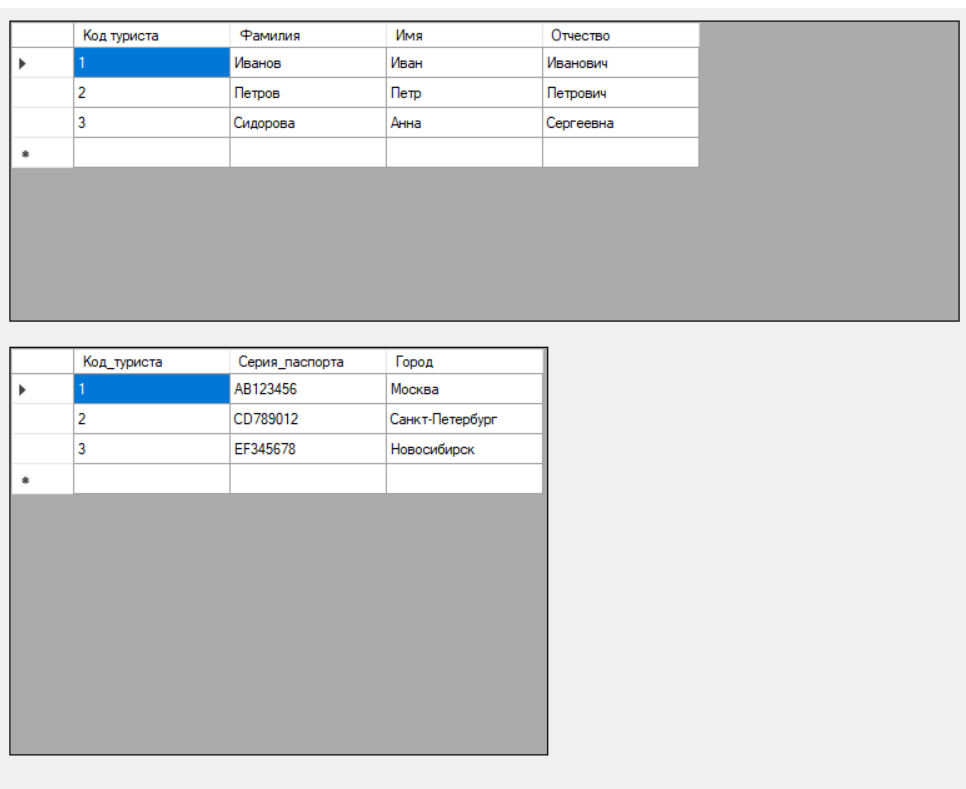 Код туриста Фамилия Имя Отчество
1 Иванов Иван Иванович
2 Петров Петр Петрович
3 Сидорова Анна Сергеевна
Код_туриста Серия_паспорта Город
1 AB123456 Москва
2 CD789012 Санкт-Петербург
3 EF345678 Новосибирск